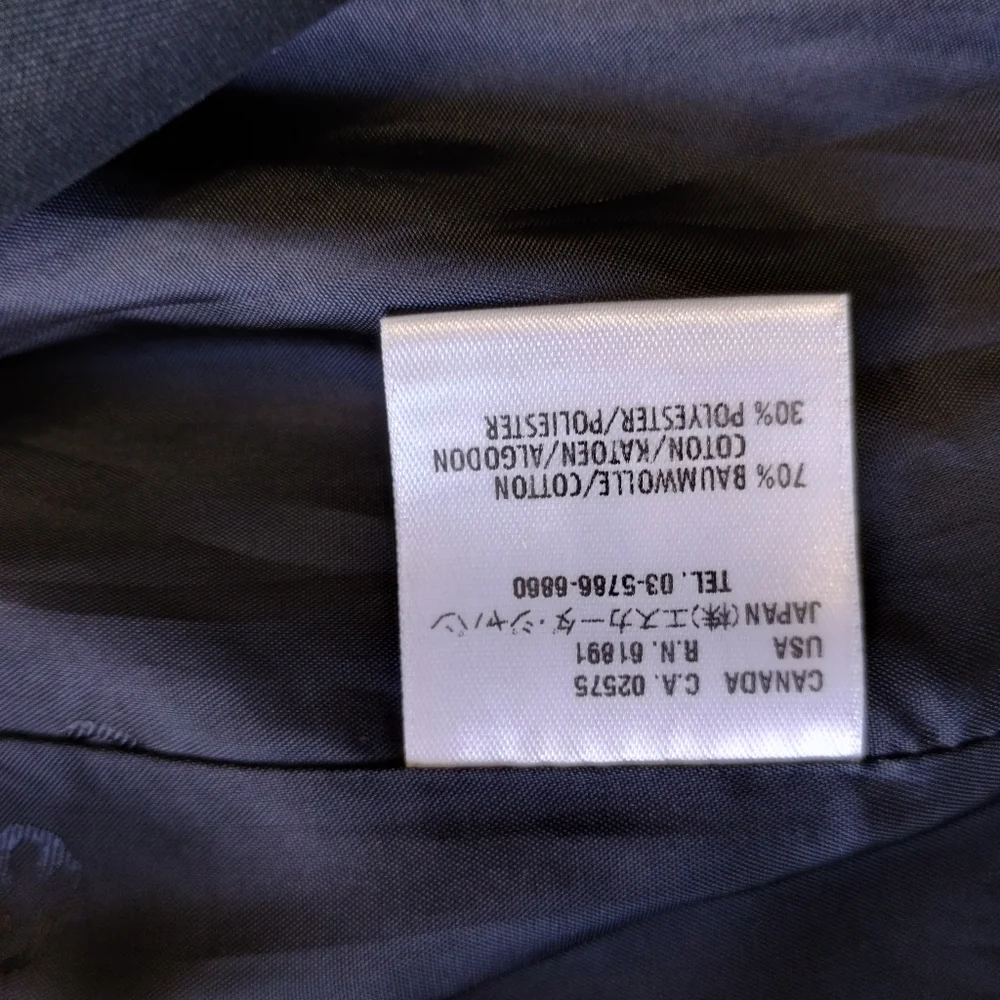 CANADA C.A. 02575
USA R.N. 61891
JAPAN(株)エスカーダ・ジャパン
TEL. 03-5786-6860
70% BAUMWOLLE/COTTON
COTON/KATOEN/ALGODON
30% POLYESTER/POLIESTER